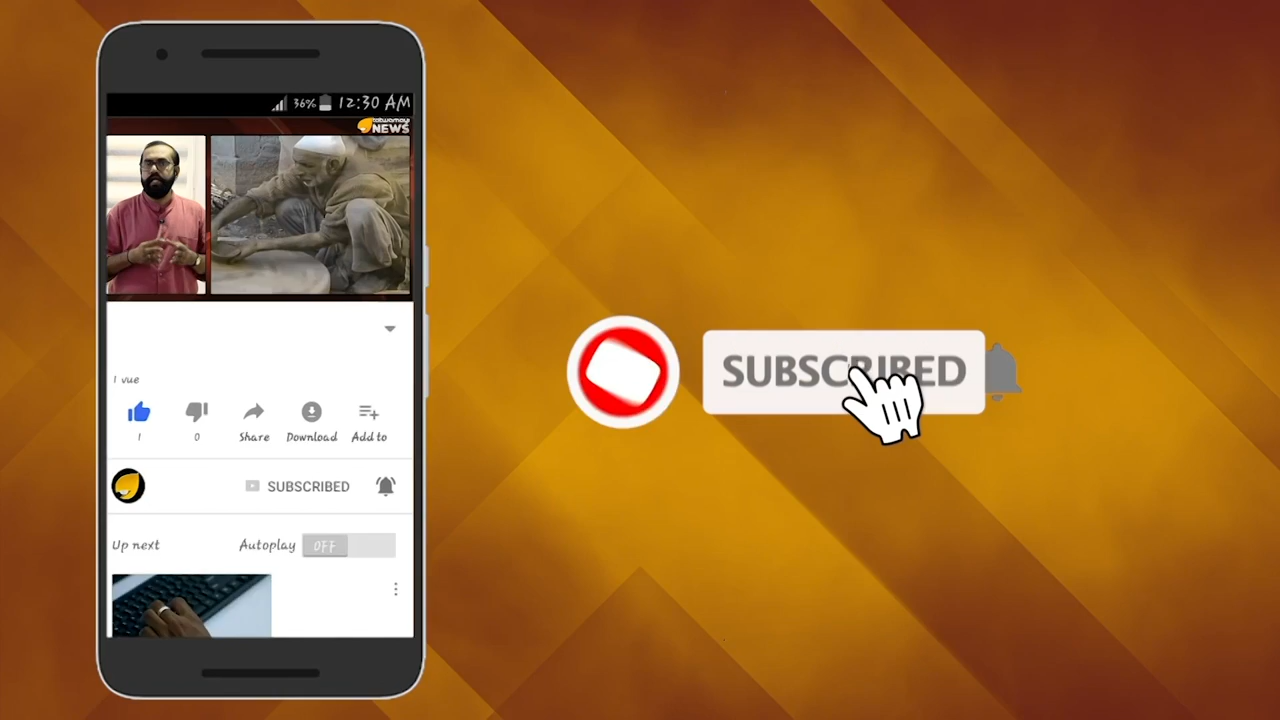 36% 12:30 AM
tatwamayi
NEWS
1 vue
1
0
Share
Download
Add to
SUBSCRIBED
Up next
Autoplay
OFF
SUBSCRIBED